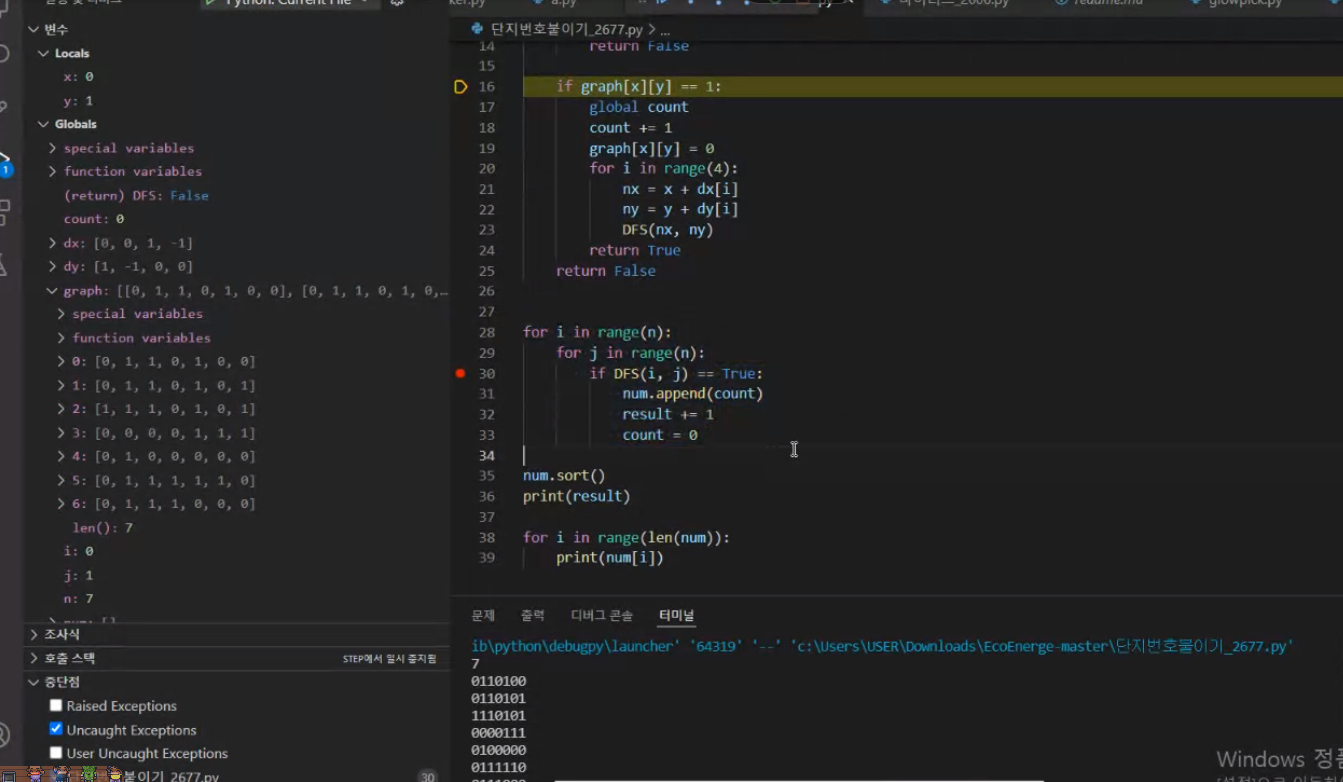 Python: Current File
ker.py
a.py
py
readme.md
glowpick.py
변수
Locals
x: 0
y: 1
Globals
special variables
function variables
(return) DFS: False
count: 0
dx: [0, 0, 1, -1]
dy: [1, -1, 0, 0]
graph: [[0, 1, 1, 0, 1, 0, 0], [0, 1, 1, 0, 1, 0,...
special variables
function variables
0: [0, 1, 1, 0, 1, 0, 0]
1: [0, 1, 1, 0, 1, 0, 1]
2: [1, 1, 1, 0, 1, 0, 1]
3: [0, 0, 0, 0, 1, 1, 1]
4: [0, 1, 0, 0, 0, 0, 0]
5: [0, 1, 1, 1, 1, 1, 0]
6: [0, 1, 1, 1, 0, 0, 0]
len(): 7
i: 0
j: 1
n: 7
조사식
호출 스택 STEP에서 일시 중지됨
중단점
Raised Exceptions
Uncaught Exceptions
User Uncaught Exceptions
붙이기_2677.py 30
1
단지번호붙이기_2677.py > ...
14 return False
15
16 if graph[x][y] == 1:
17 global count
18 count += 1
19 graph[x][y] = 0
20 for i in range(4):
21 nx = x + dx[i]
22 ny = y + dy[i]
23 DFS(nx, ny)
24 return True
25 return False
26
27
28 for i in range(n):
29 for j in range(n):
30 if DFS(i, j) == True:
31 num.append(count)
32 result += 1
33 count = 0
34
35 num.sort()
36 print(result)
37
38 for i in range(len(num)):
39 print(num[i])
문제 출력 디버그 콘솔 터미널
ib\python\debugpy\launcher' '64319' '--' 'c:\Users\USER\Downloads\EcoEnerge-master\단지번호붙이기_2677.py'
7
0110100
0110101
1110101
0000111
0100000
0111110
Windows 정품